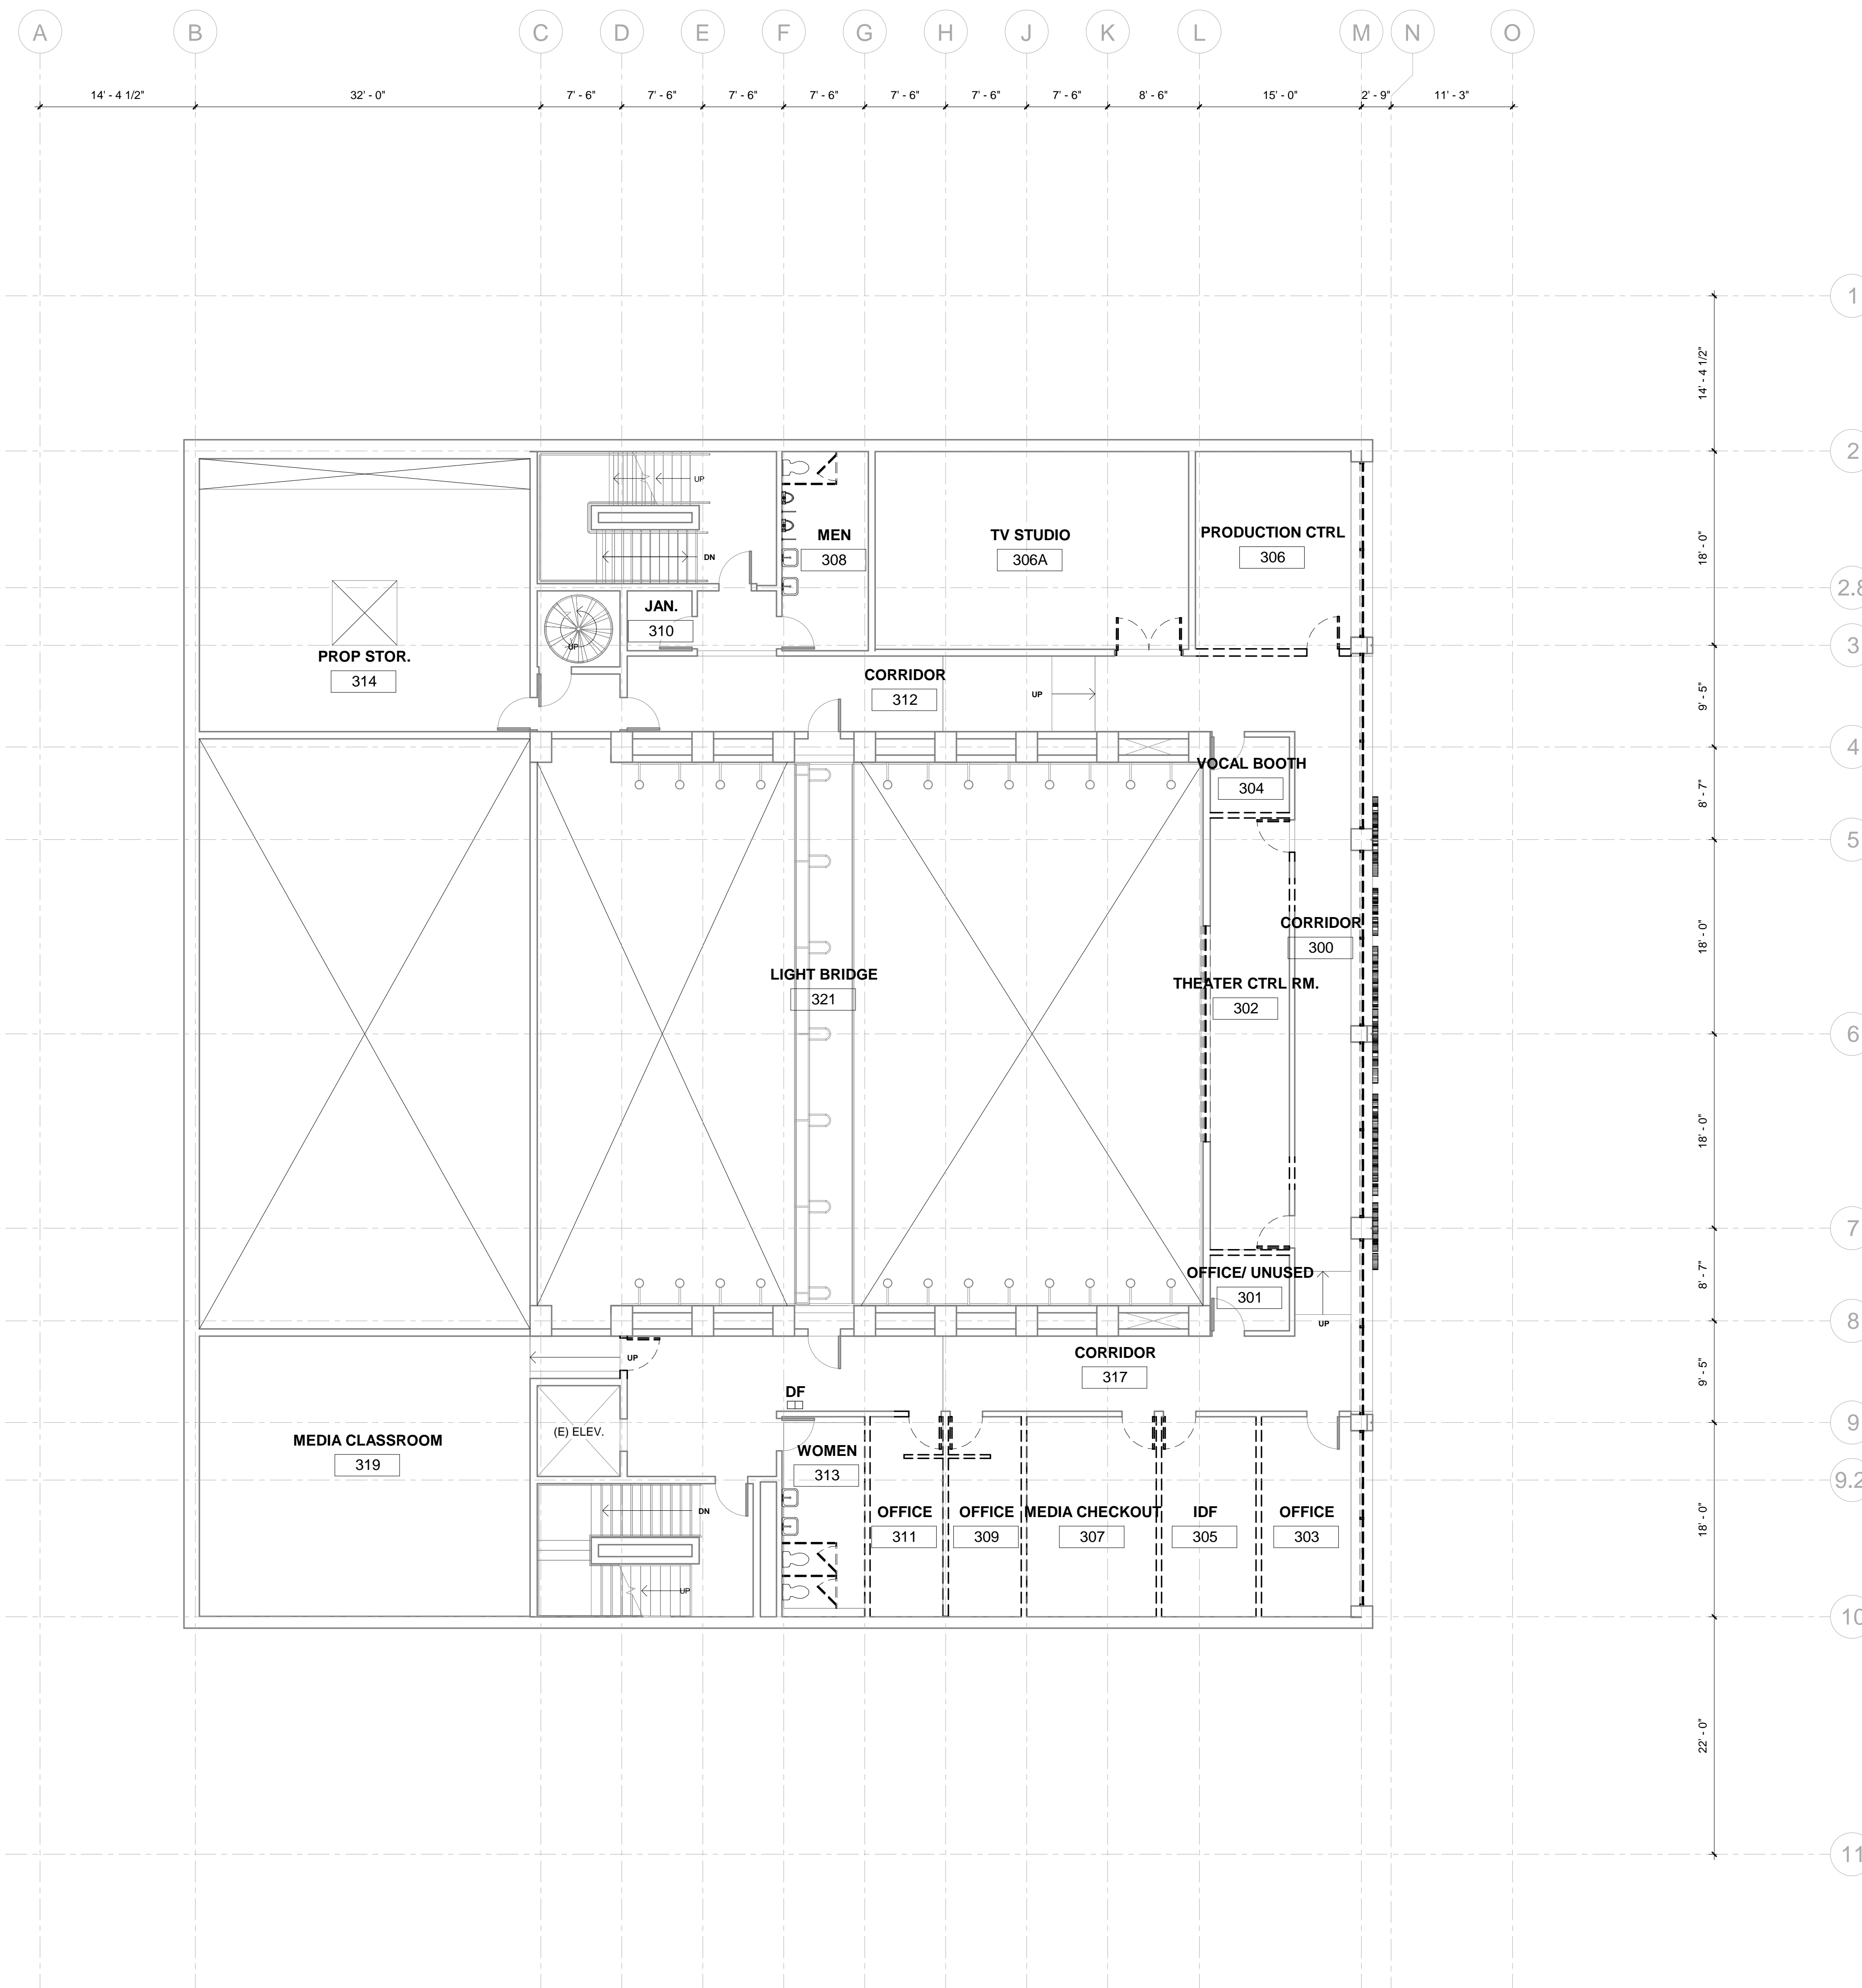 A B C D E F G H J K L M N O
14' - 4 1/2" 32' - 0" 7' - 6" 7' - 6" 7' - 6" 7' - 6" 7' - 6" 7' - 6" 7' - 6" 8' - 6" 15' - 0" 2' - 9" 11' - 3"
1
14' - 4 1/2"
2
UP
MEN
308
TV STUDIO
306A
PRODUCTION CTRL
306
18' - 0"
DN
2.8
JAN.
310
UP
3
PROP STOR.
314
CORRIDOR
312
UP
9' - 5"
4
VOCAL BOOTH
304
8' - 7"
5
CORRIDOR
300
18' - 0"
LIGHT BRIDGE
321
THEATER CTRL RM.
302
6
18' - 0"
7
OFFICE/ UNUSED
301
8' - 7"
UP
8
UP
CORRIDOR
317
9' - 5"
DF
9
(E) ELEV.
MEDIA CLASSROOM
319
WOMEN
313
9.2
DN
OFFICE
311
OFFICE
309
MEDIA CHECKOUT
307
IDF
305
OFFICE
303
18' - 0"
UP
10
22' - 0"
11